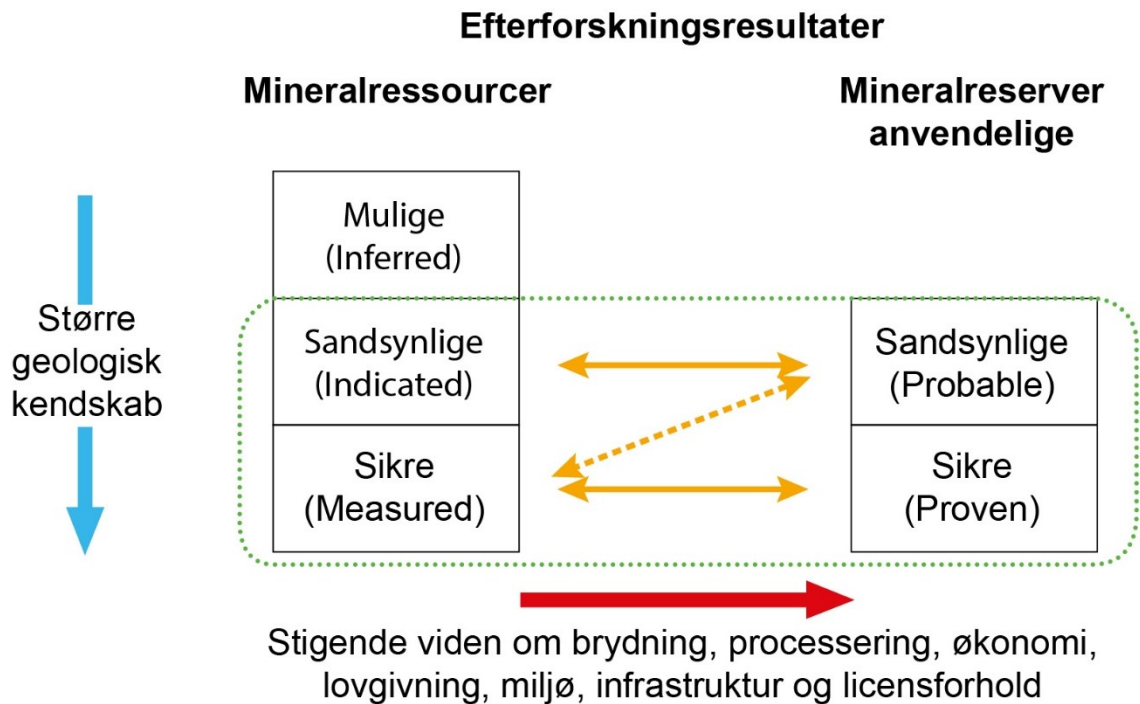 Efterforskningsresultater
Mineralressourcer
Mineralreserver
anvendelige
Større
geologisk
kendskab
Mulige
(Inferred)
Sandsynlige
(Indicated)
Sikre
(Measured)
Sandsynlige
(Probable)
Sikre
(Proven)
Stigende viden om brydning, processering, økonomi,
lovgivning, miljø, infrastruktur og licensforhold